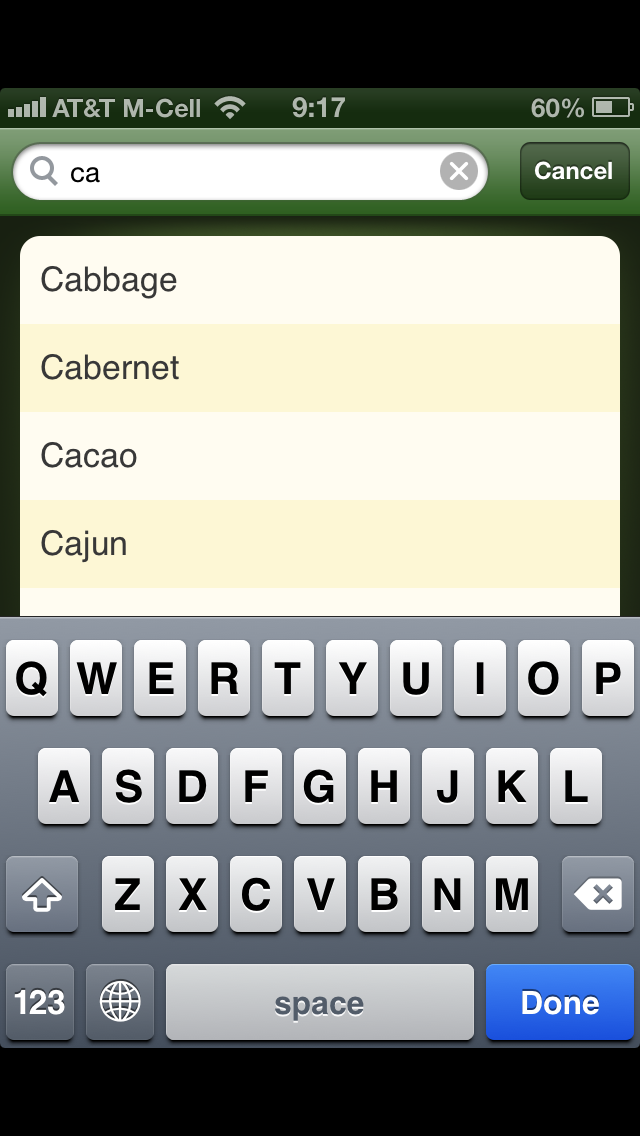 AT&T M-Cell 9:17 60%
ca Cancel
Cabbage
Cabernet
Cacao
Cajun
Q W E R T Y U I O P
A S D F G H J K L
Z X C V B N M
123 space Done